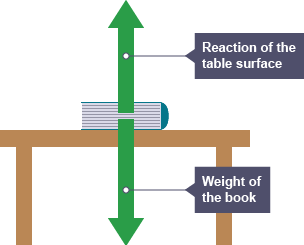 Reaction of the
table surface
Weight of
the book